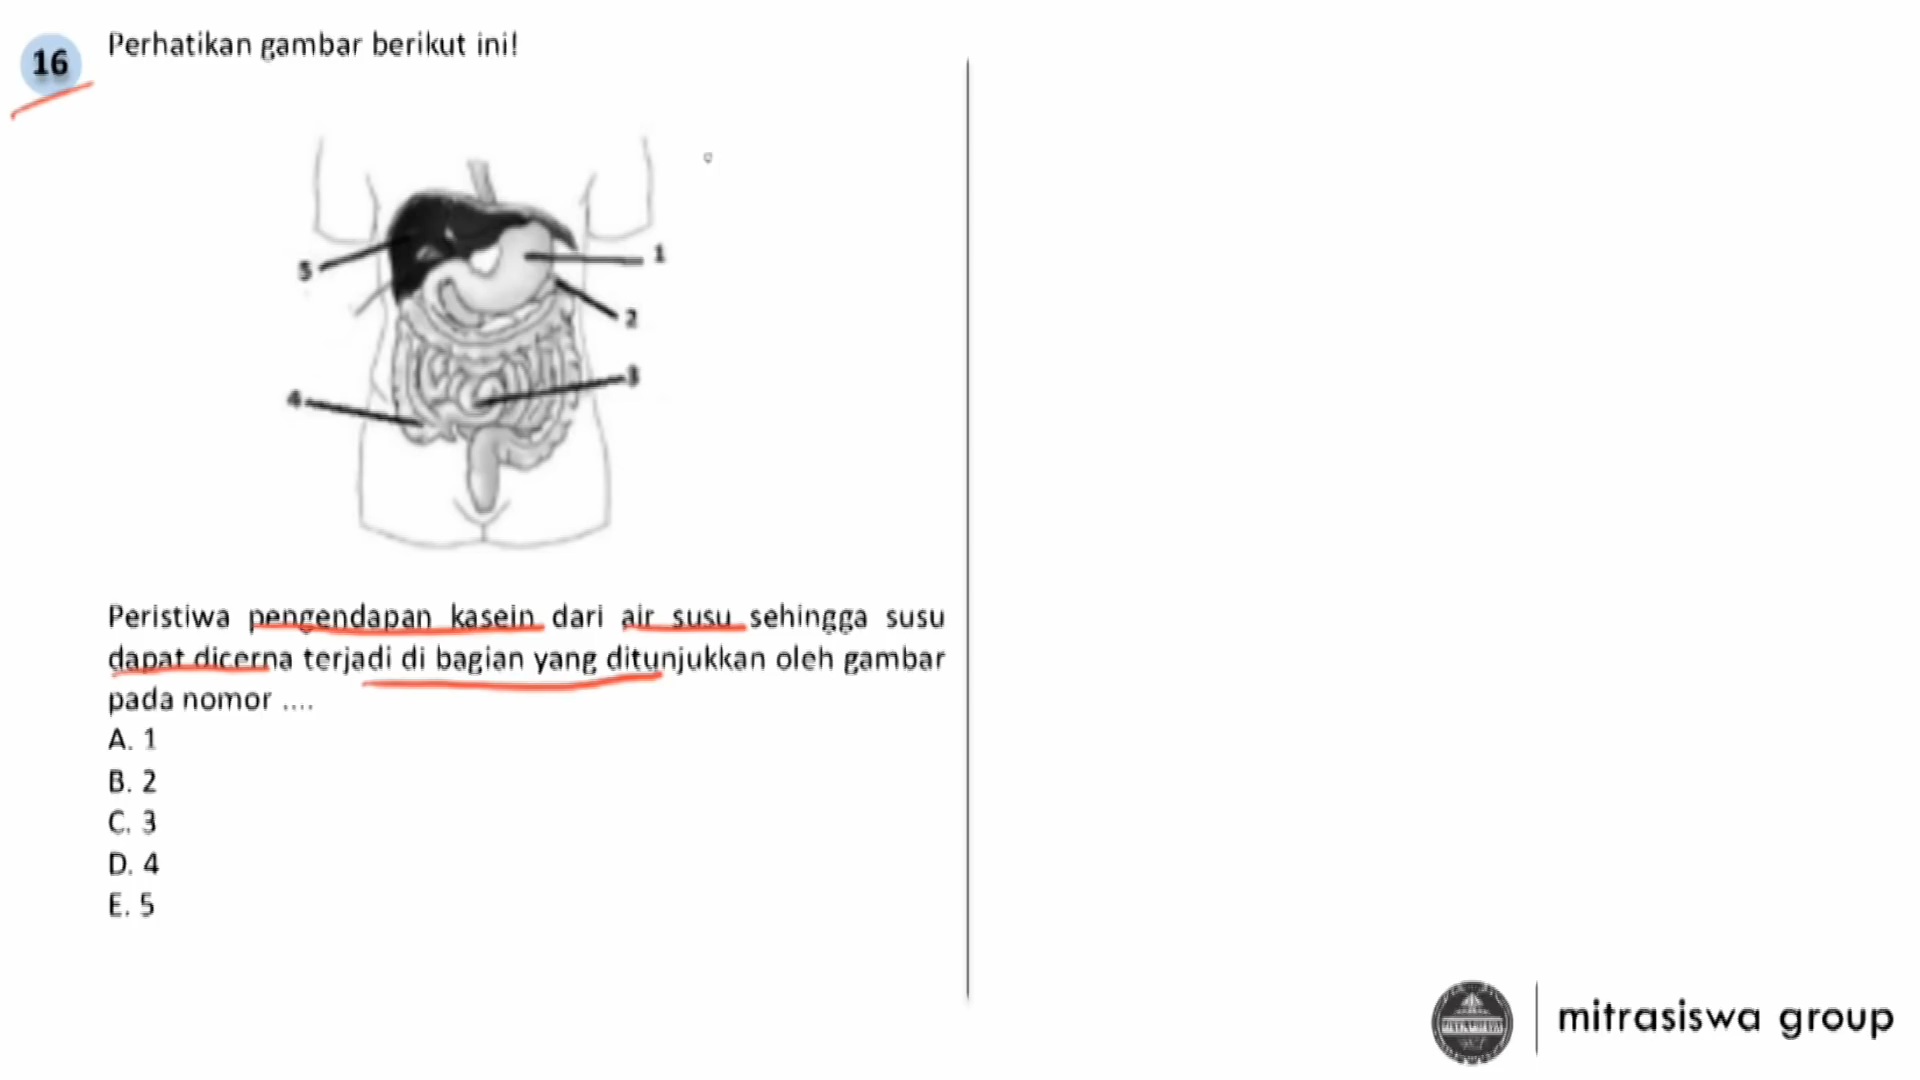 16
Perhatikan gambar berikut ini!
5
1
2
3
4
Peristiwa pengendapan kasein dari air susu sehingga susu
dapat dicerna terjadi di bagian yang ditunjukkan oleh gambar
pada nomor ....
A. 1
B. 2
C. 3
D. 4
E. 5
mitrasiswa group